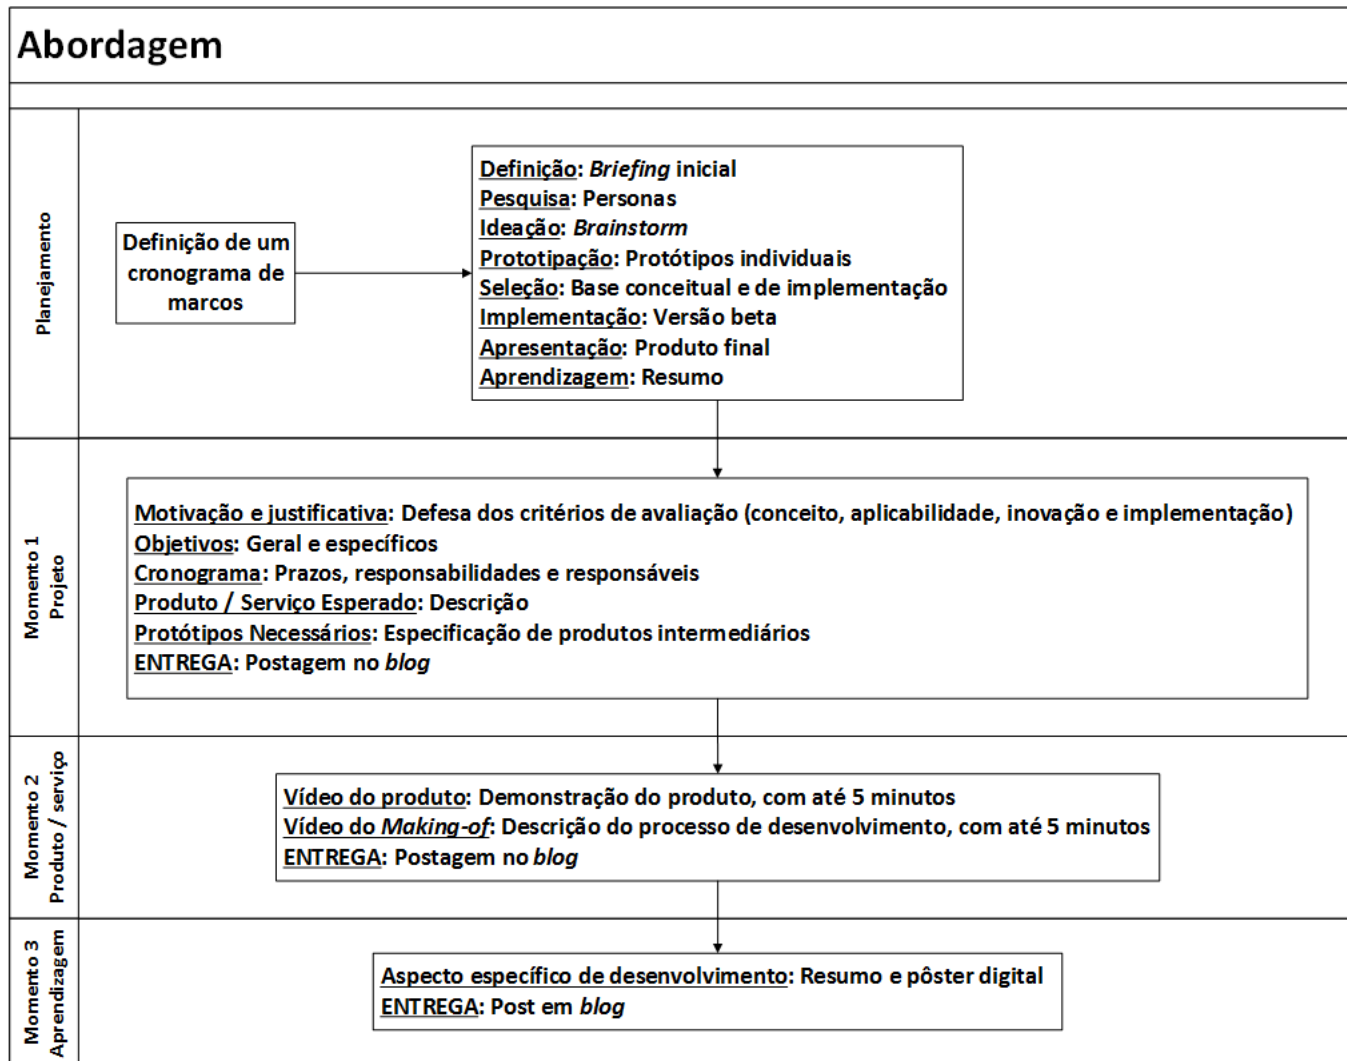 Abordagem
Planejamento
Definição de um
cronograma de
marcos
Definição: Briefing inicial
Pesquisa: Personas
Ideação: Brainstorm
Prototipação: Protótipos individuais
Seleção: Base conceitual e de implementação
Implementação: Versão beta
Apresentação: Produto final
Aprendizagem: Resumo
Momento 1
Projeto
Motivação e justificativa: Defesa dos critérios de avaliação (conceito, aplicabilidade, inovação e implementação)
Objetivos: Geral e específicos
Cronograma: Prazos, responsabilidades e responsáveis
Produto / Serviço Esperado: Descrição
Protótipos Necessários: Especificação de produtos intermediários
ENTREGA: Postagem no blog
Momento 2
Produto / serviço
Vídeo do produto: Demonstração do produto, com até 5 minutos
Vídeo do Making-of: Descrição do processo de desenvolvimento, com até 5 minutos
ENTREGA: Postagem no blog
Momento 3
Aprendizagem
Aspecto específico de desenvolvimento: Resumo e pôster digital
ENTREGA: Post em blog